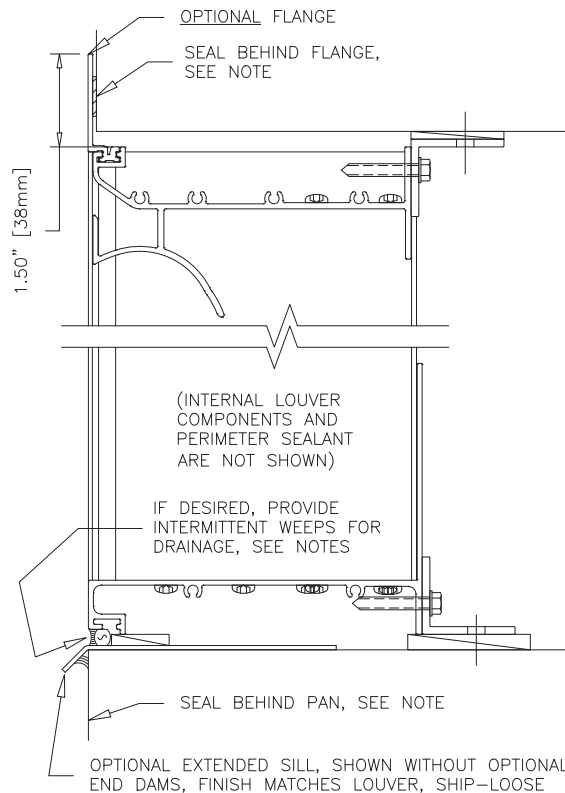 OPTIONAL FLANGE
SEAL BEHIND FLANGE,
SEE NOTE
1.50" [38mm]
(INTERNAL LOUVER
COMPONENTS AND
PERIMETER SEALANT
ARE NOT SHOWN)
IF DESIRED, PROVIDE
INTERMITTENT WEEPS FOR
DRAINAGE, SEE NOTES
S
SEAL BEHIND PAN, SEE NOTE
OPTIONAL EXTENDED SILL, SHOWN WITHOUT OPTIONAL
END DAMS, FINISH MATCHES LOUVER, SHIP-LOOSE